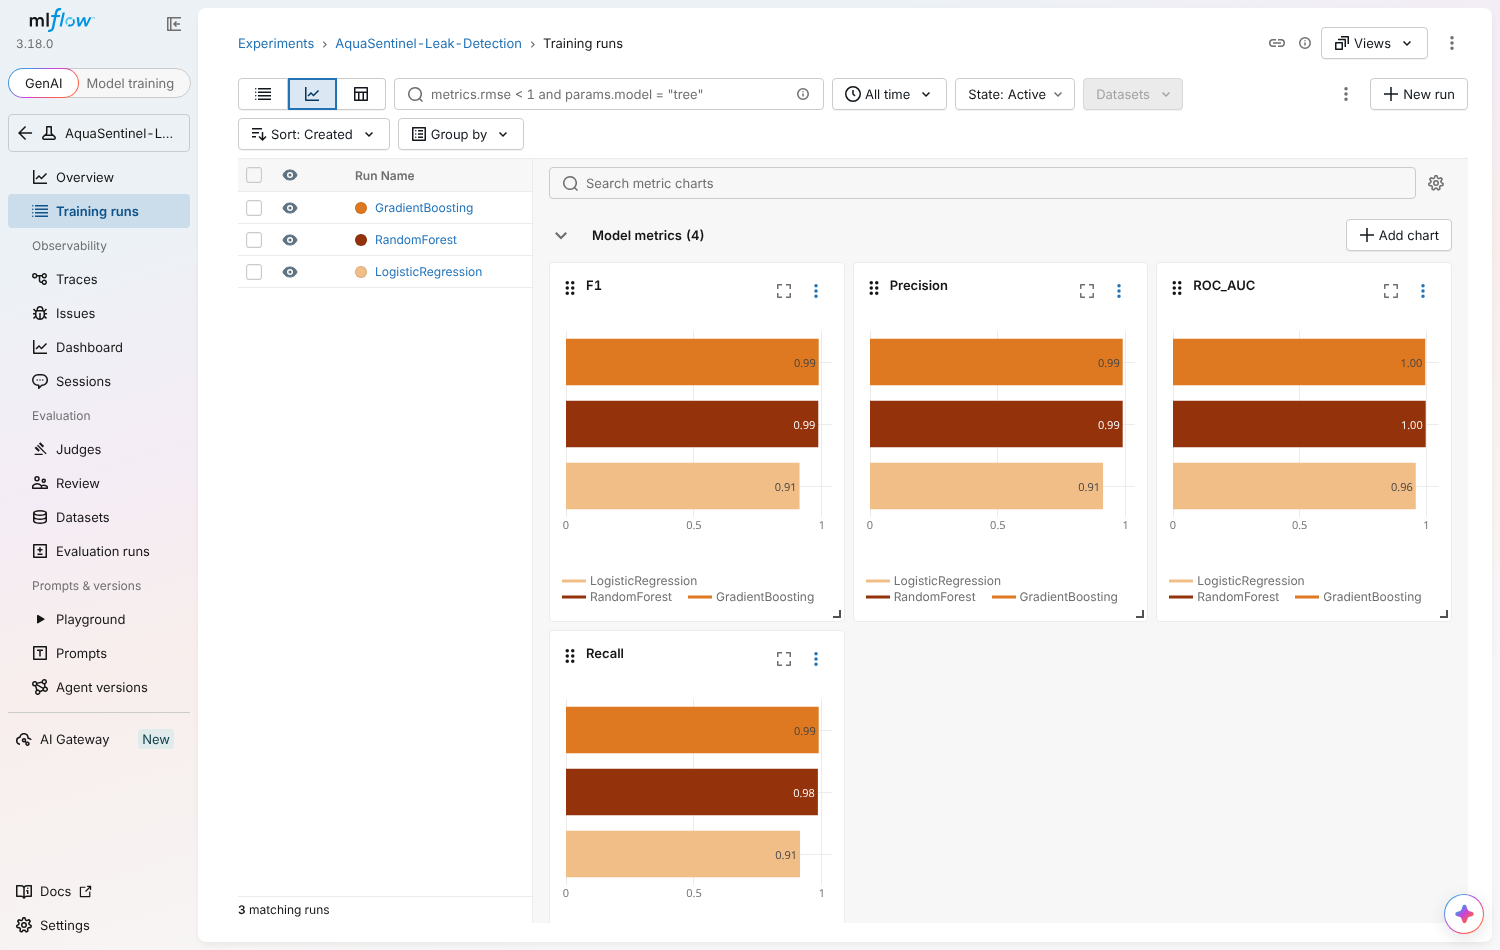 mlflow
3.18.0
GenAI Model training
AquaSentinel-L...
Overview
Training runs
Observability
Traces
Issues
Dashboard
Sessions
Evaluation
Judges
Review
Datasets
Evaluation runs
Prompts & versions
Playground
Prompts
Agent versions
AI Gateway New
Docs
Settings
Experiments › AquaSentinel-Leak-Detection › Training runs
Views
metrics.rmse < 1 and params.model = "tree"
All time
State: Active
Datasets
New run
Sort: Created
Group by
Run Name
GradientBoosting
RandomForest
LogisticRegression
3 matching runs
Search metric charts
Model metrics (4)
Add chart
F1
0.99
0.99
0.91
0 0.5 1
LogisticRegression
RandomForest GradientBoosting
Precision
0.99
0.99
0.91
0 0.5 1
LogisticRegression
RandomForest GradientBoosting
ROC_AUC
1.00
1.00
0.96
0 0.5 1
LogisticRegression
RandomForest GradientBoosting
Recall
0.99
0.98
0.91
0 0.5 1